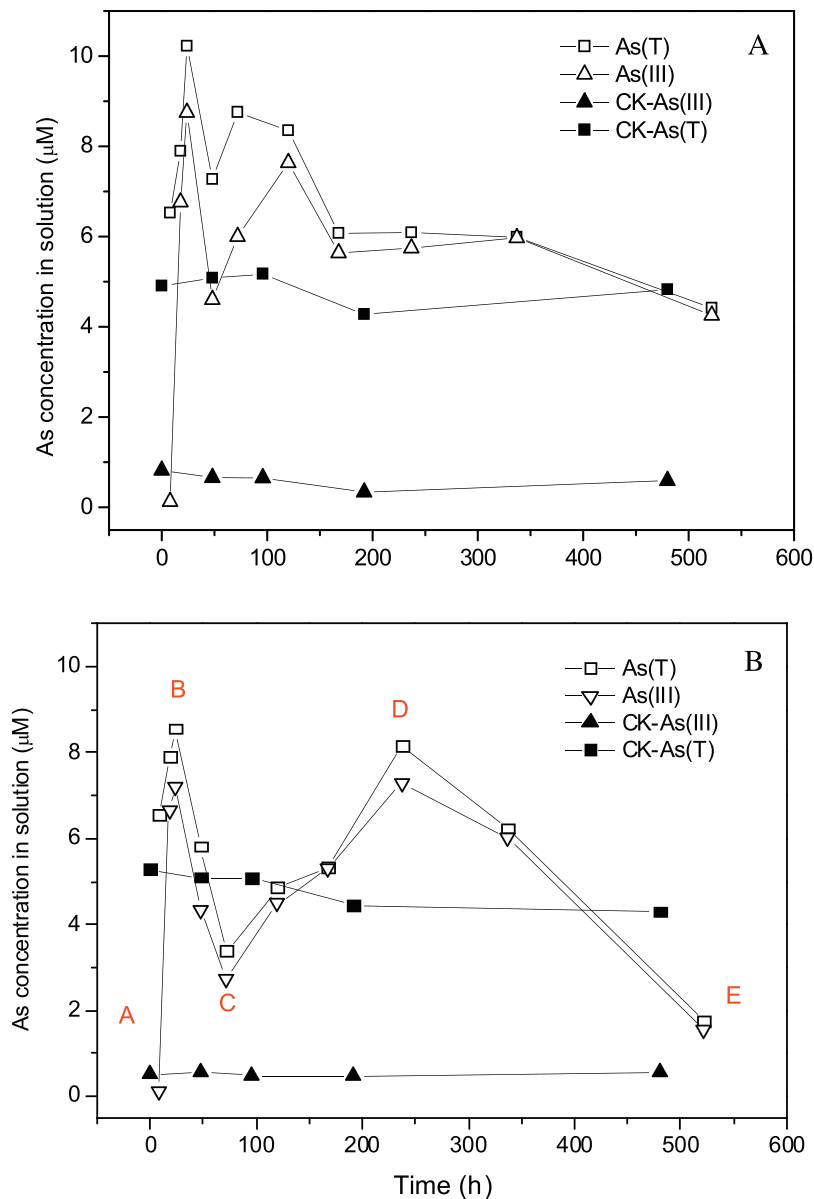 A
As(T)
As(III)
CK-As(III)
CK-As(T)
As concentration in solution (μM)
10
8
6
4
2
0
0 100 200 300 400 500 600
B
As(T)
As(III)
CK-As(III)
CK-As(T)
As concentration in solution (μM)
10
8
6
4
2
0
B
D
A
C
E
0 100 200 300 400 500 600
Time (h)